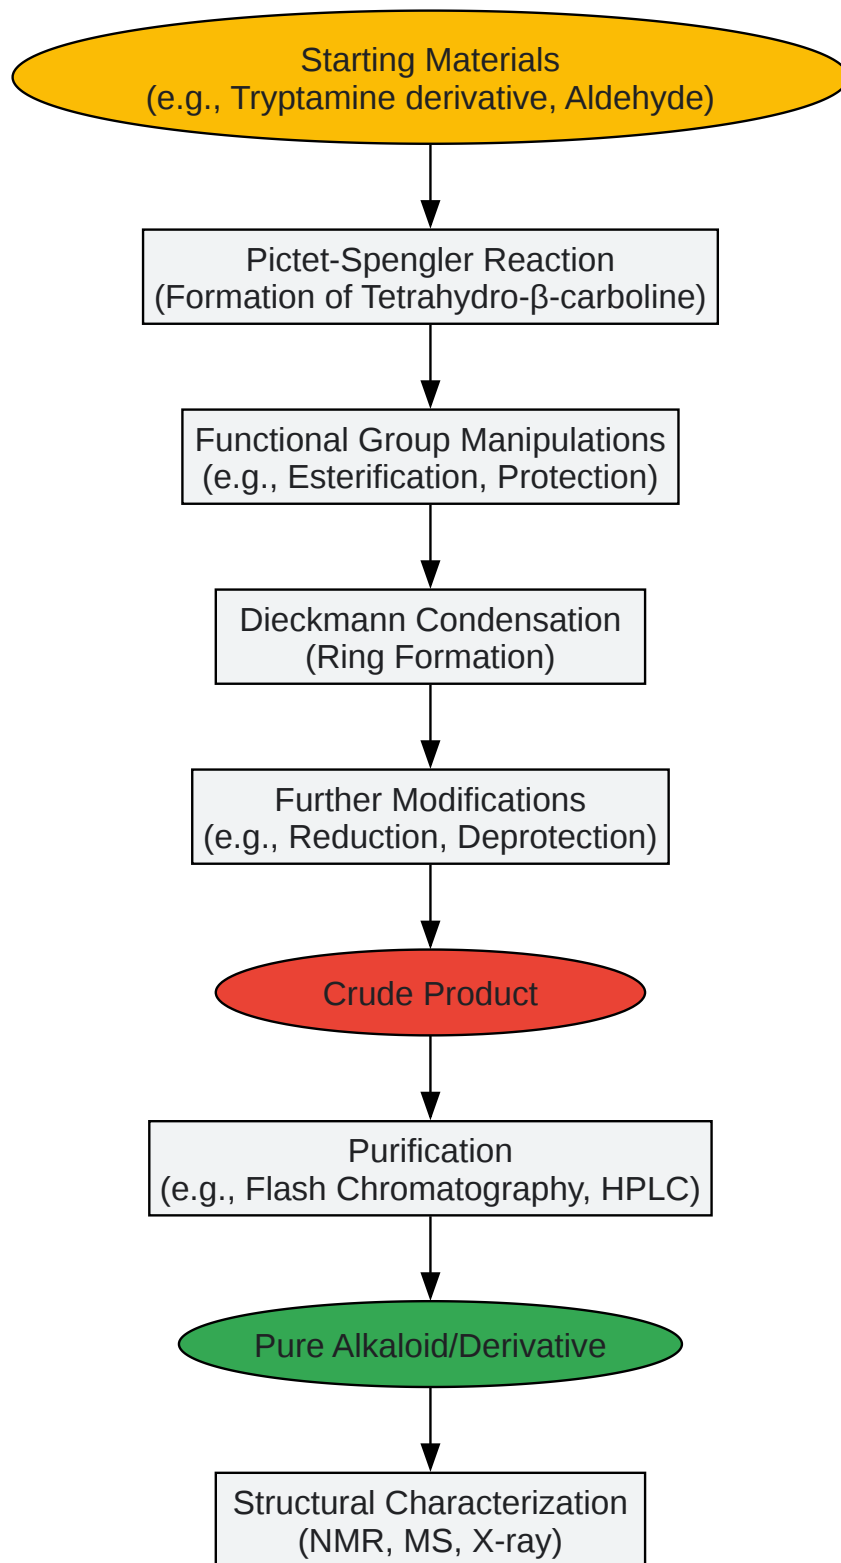 Starting Materials
(e.g., Tryptamine derivative, Aldehyde)
Pictet-Spengler Reaction
(Formation of Tetrahydro-β-carboline)
Functional Group Manipulations
(e.g., Esterification, Protection)
Dieckmann Condensation
(Ring Formation)
Further Modifications
(e.g., Reduction, Deprotection)
Crude Product
Purification
(e.g., Flash Chromatography, HPLC)
Pure Alkaloid/Derivative
Structural Characterization
(NMR, MS, X-ray)